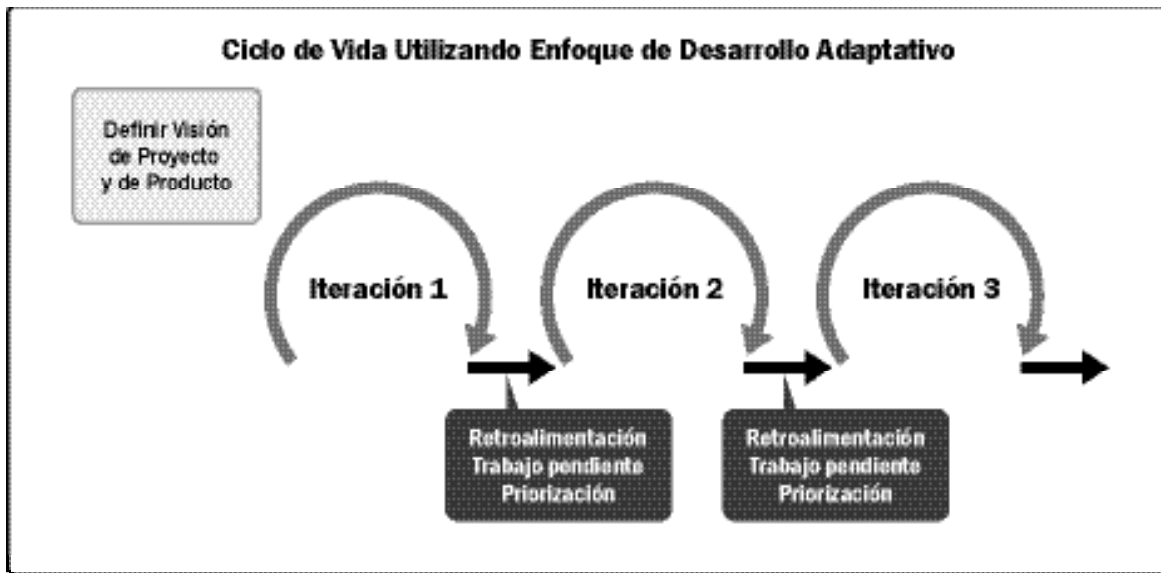 Ciclo de Vida Utilizando Enfoque de Desarrollo Adaptativo
Definir Visión
de Proyecto
y de Producto
Iteración 1
Iteración 2
Iteración 3
Retroalimentación
Trabajo pendiente
Priorización
Retroalimentación
Trabajo pendiente
Priorización